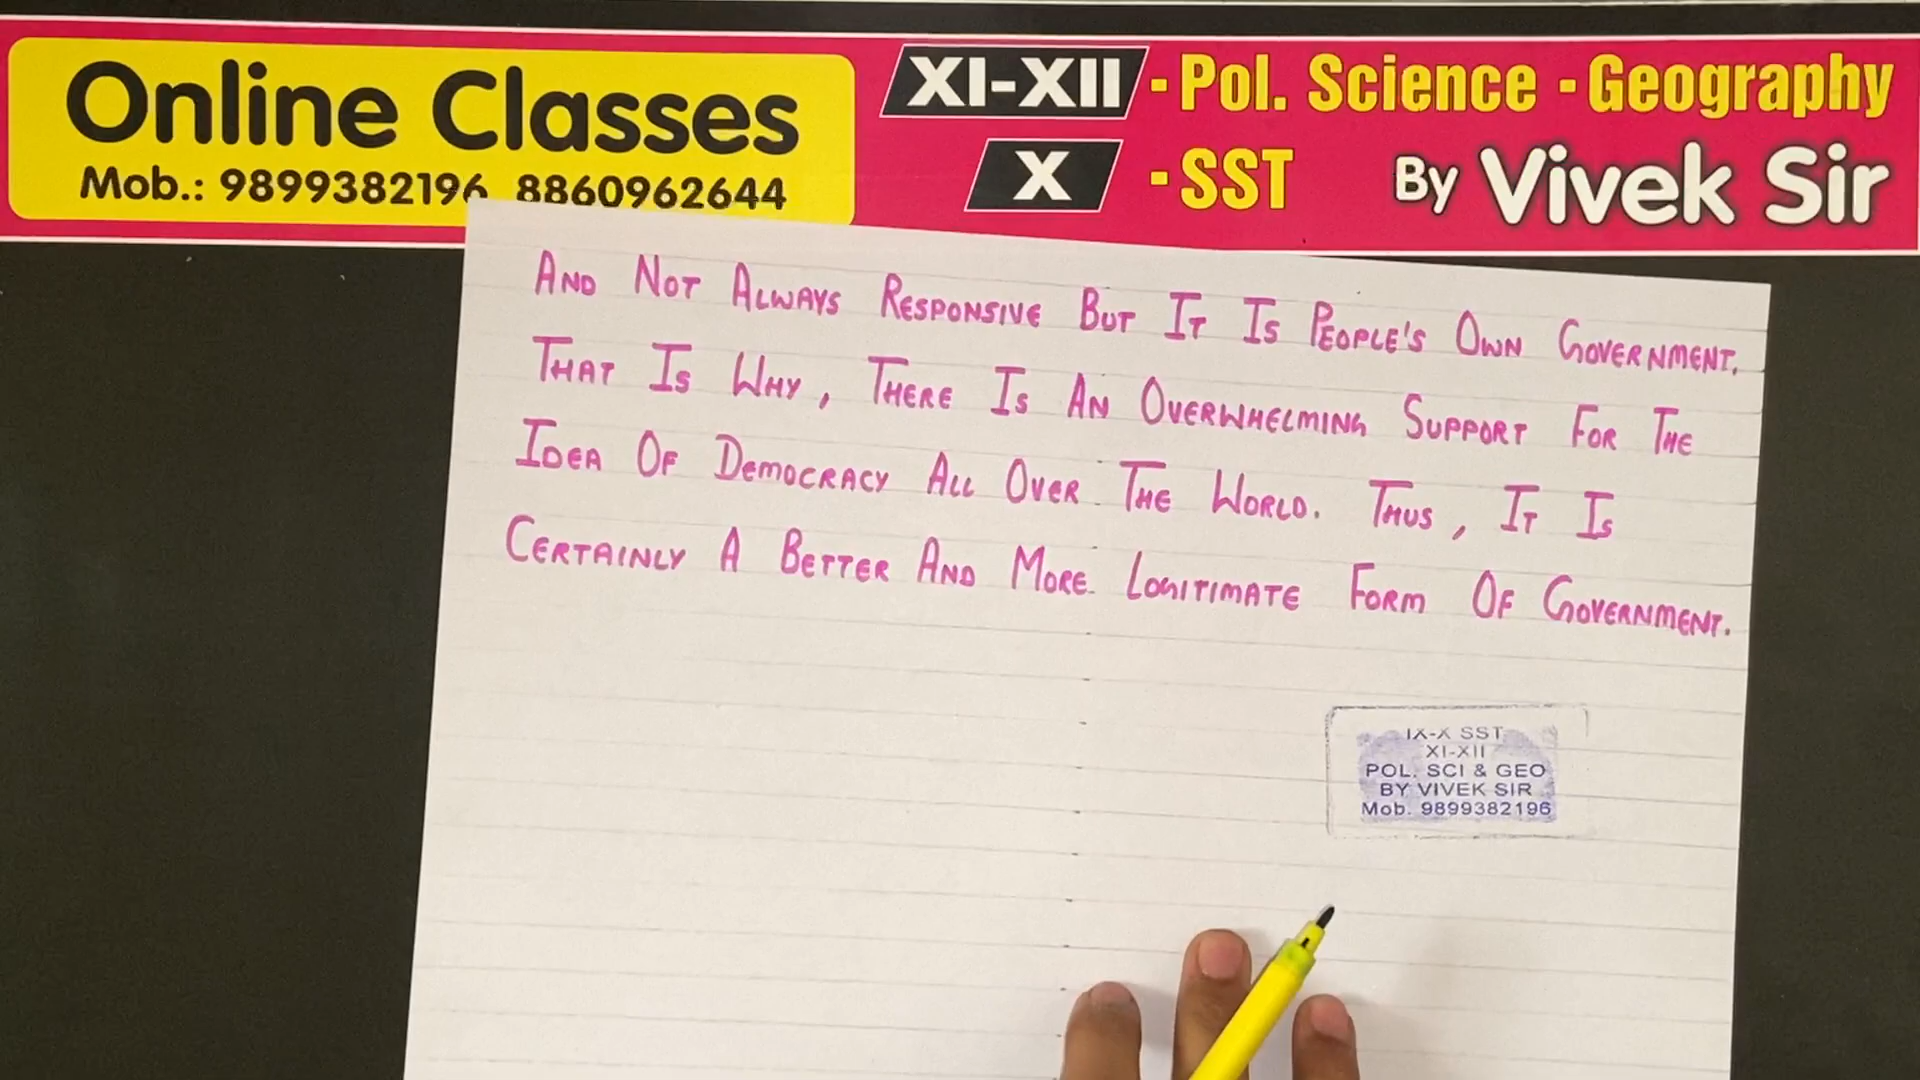 Online Classes
Mob.: 9899382196, 8860962644
XI-XII - Pol. Science - Geography
X - SST By Vivek Sir
AND NOT ALWAYS RESPONSIVE BUT IT IS PEOPLE'S OWN GOVERNMENT.
THAT IS WHY, THERE IS AN OVERWHELMING SUPPORT FOR THE
IDEA OF DEMOCRACY ALL OVER THE WORLD. THUS, IT IS
CERTAINLY A BETTER AND MORE LOGITIMATE FORM OF GOVERNMENT.
IX-X SST
XI-XII
POL. SCI & GEO
BY VIVEK SIR
Mob. 9899382196